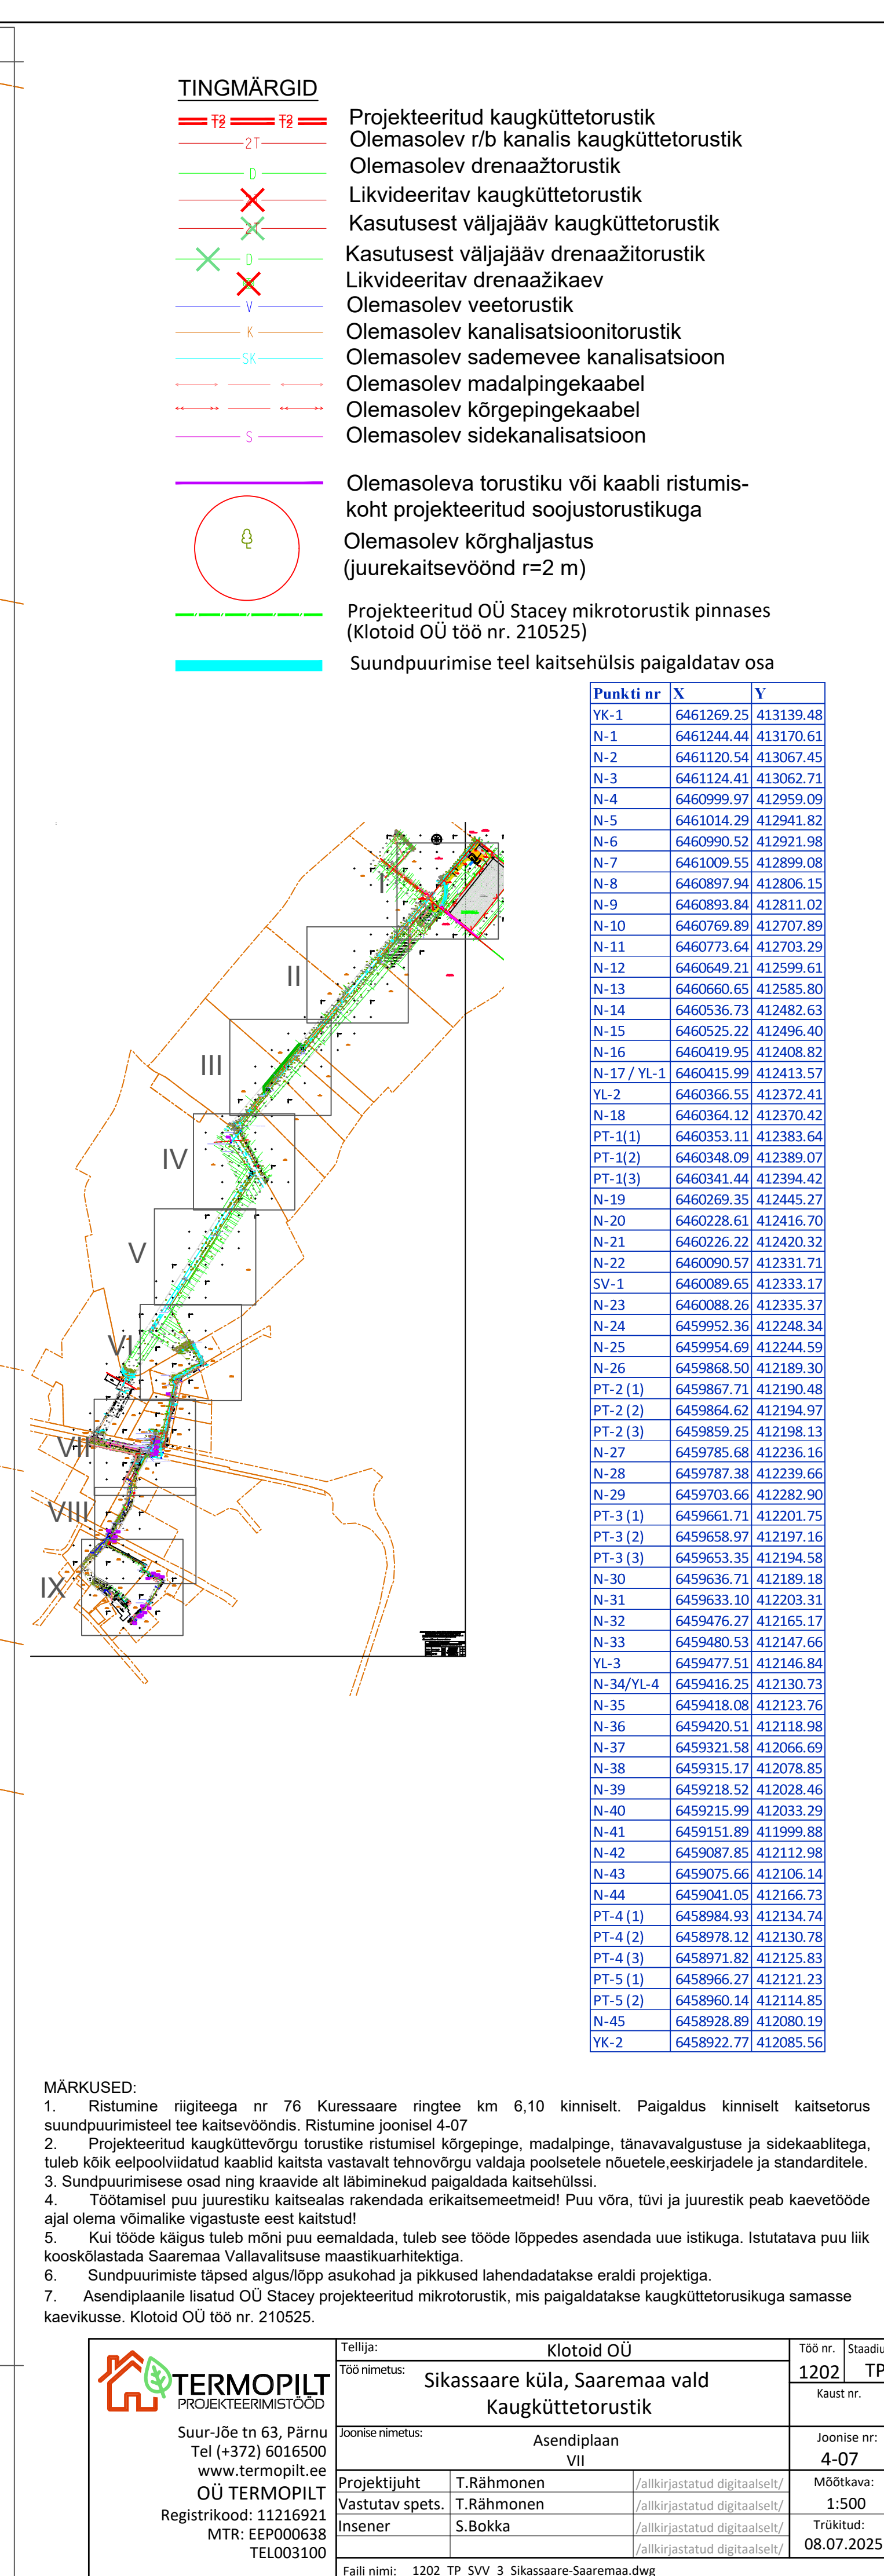 TINGMÄRGID
T2 T2
T2 T2
Projekteeritud kaugküttetorustik
2T
Olemasolev r/b kanalis kaugküttetorustik
D
Olemasolev drenaažtorustik
Likvideeritav kaugküttetorustik
2T
Kasutusest väljajääv kaugküttetorustik
D
Kasutusest väljajääv drenaažitorustik
Likvideeritav drenaažikaev
V
Olemasolev veetorustik
K
Olemasolev kanalisatsioonitorustik
SK
Olemasolev sademevee kanalisatsioon
Olemasolev madalpingekaabel
Olemasolev kõrgepingekaabel
S
Olemasolev sidekanalisatsioon
Olemasoleva torustiku või kaabli ristumis-
koht projekteeritud soojustorustikuga
Olemasolev kõrghaljastus
(juurekaitsevöönd r=2 m)
Projekteeritud OÜ Stacey mikrotorustik pinnases
(Klotoid OÜ töö nr. 210525)
Suundpuurimise teel kaitsehülsis paigaldatav osa
Punkti nr X Y
YK-1 6461269.25 413139.48
N-1 6461244.44 413170.61
N-2 6461120.54 413067.45
N-3 6461124.41 413062.71
N-4 6460999.97 412959.09
N-5 6461014.29 412941.82
N-6 6460990.52 412921.98
N-7 6461009.55 412899.08
N-8 6460897.94 412806.15
N-9 6460893.84 412811.02
N-10 6460769.89 412707.89
N-11 6460773.64 412703.29
N-12 6460649.21 412599.61
N-13 6460660.65 412585.80
N-14 6460536.73 412482.63
N-15 6460525.22 412496.40
N-16 6460419.95 412408.82
N-17 / YL-1 6460415.99 412413.57
YL-2 6460366.55 412372.41
N-18 6460364.12 412370.42
PT-1(1) 6460353.11 412383.64
PT-1(2) 6460348.09 412389.07
PT-1(3) 6460341.44 412394.42
N-19 6460269.35 412445.27
N-20 6460228.61 412416.70
N-21 6460226.22 412420.32
N-22 6460090.57 412331.71
SV-1 6460089.65 412333.17
N-23 6460088.26 412335.37
N-24 6459952.36 412248.34
N-25 6459954.69 412244.59
N-26 6459868.50 412189.30
PT-2 (1) 6459867.71 412190.48
PT-2 (2) 6459864.62 412194.97
PT-2 (3) 6459859.25 412198.13
N-27 6459785.68 412236.16
N-28 6459787.38 412239.66
N-29 6459703.66 412282.90
PT-3 (1) 6459661.71 412201.75
PT-3 (2) 6459658.97 412197.16
PT-3 (3) 6459653.35 412194.58
N-30 6459636.71 412189.18
N-31 6459633.10 412203.31
N-32 6459476.27 412165.17
N-33 6459480.53 412147.66
YL-3 6459477.51 412146.84
N-34/YL-4 6459416.25 412130.73
N-35 6459418.08 412123.76
N-36 6459420.51 412118.98
N-37 6459321.58 412066.69
N-38 6459315.17 412078.85
N-39 6459218.52 412028.46
N-40 6459215.99 412033.29
N-41 6459151.89 411999.88
N-42 6459087.85 412112.98
N-43 6459075.66 412106.14
N-44 6459041.05 412166.73
PT-4 (1) 6458984.93 412134.74
PT-4 (2) 6458978.12 412130.78
PT-4 (3) 6458971.82 412125.83
PT-5 (1) 6458966.27 412121.23
PT-5 (2) 6458960.14 412114.85
N-45 6458928.89 412080.19
YK-2 6458922.77 412085.56
I
II
III
IV
V
VI
VII
VIII
IX
MÄRKUSED:
1. Ristumine riigiteega nr 76 Kuressaare ringtee km 6,10 kinniselt. Paigaldus kinniselt kaitsetorus
suundpuurimisteel tee kaitsevööndis. Ristumine joonisel 4-07
2. Projekteeritud kaugküttevõrgu torustike ristumisel kõrgepinge, madalpinge, tänavavalgustuse ja sidekaablitega,
tuleb kõik eelpoolviidatud kaablid kaitsta vastavalt tehnovõrgu valdaja poolsetele nõuetele,eeskirjadele ja standarditele.
3. Sundpuurimisese osad ning kraavide alt läbiminekud paigaldada kaitsehülssi.
4. Töötamisel puu juurestiku kaitsealas rakendada erikaitsemeetmeid! Puu võra, tüvi ja juurestik peab kaevetööde
ajal olema võimalike vigastuste eest kaitstud!
5. Kui tööde käigus tuleb mõni puu eemaldada, tuleb see tööde lõppedes asendada uue istikuga. Istutatava puu liik
kooskõlastada Saaremaa Vallavalitsuse maastikuarhitektiga.
6. Sundpuurimiste täpsed algus/lõpp asukohad ja pikkused lahendadatakse eraldi projektiga.
7. Asendiplaanile lisatud OÜ Stacey projekteeritud mikrotorustik, mis paigaldatakse kaugküttetorusikuga samasse
kaevikusse. Klotoid OÜ töö nr. 210525.
TERMOPILT
PROJEKTEERIMISTÖÖD
Suur-Jõe tn 63, Pärnu
Tel (+372) 6016500
www.termopilt.ee
OÜ TERMOPILT
Registrikood: 11216921
MTR: EEP000638
TEL003100
Tellija: Klotoid OÜ
Töö nimetus: Sikassaare küla, Saaremaa vald
Kaugküttetorustik
Joonise nimetus: Asendiplaan
VII
Projektijuht T.Rähmonen /allkirjastatud digitaalselt/
Vastutav spets. T.Rähmonen /allkirjastatud digitaalselt/
Insener S.Bokka /allkirjastatud digitaalselt/
/allkirjastatud digitaalselt/
Faili nimi: 1202_TP_SVV_3_Sikassaare-Saaremaa.dwg
Töö nr. Staadiu
1202 TP
Kaust nr.
Joonise nr:
4-07
Mõõtkava:
1:500
Trükitud:
08.07.2025